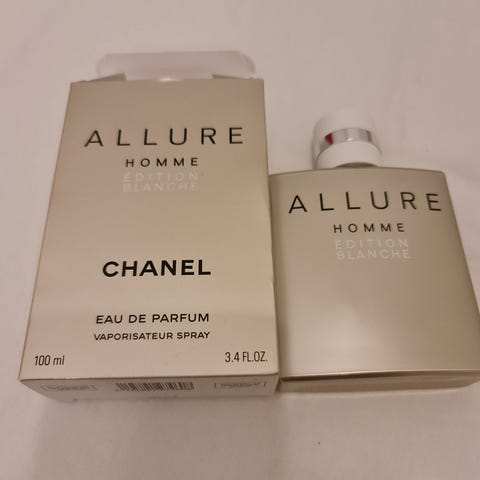 ALLURE
HOMME
ÉDITION
BLANCHE
CHANEL
EAU DE PARFUM
VAPORISATEUR SPRAY
100 ml
3.4 FL.OZ.
ALLURE
HOMME
ÉDITION
BLANCHE